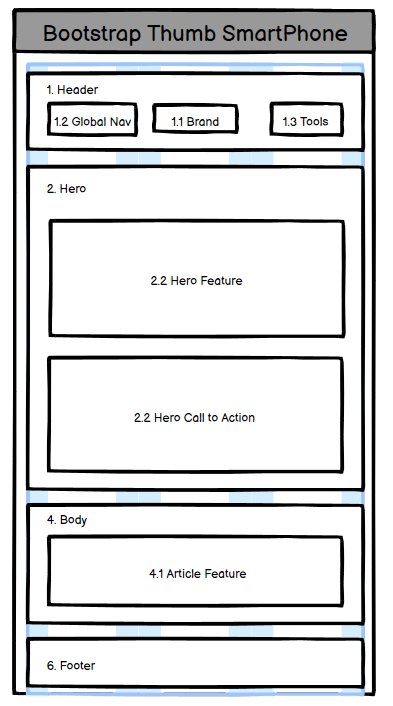 Bootstrap Thumb SmartPhone
1. Header
1.2 Global Nav
1.1 Brand
1.3 Tools
2. Hero
2.2 Hero Feature
2.2 Hero Call to Action
4. Body
4.1 Article Feature
6. Footer